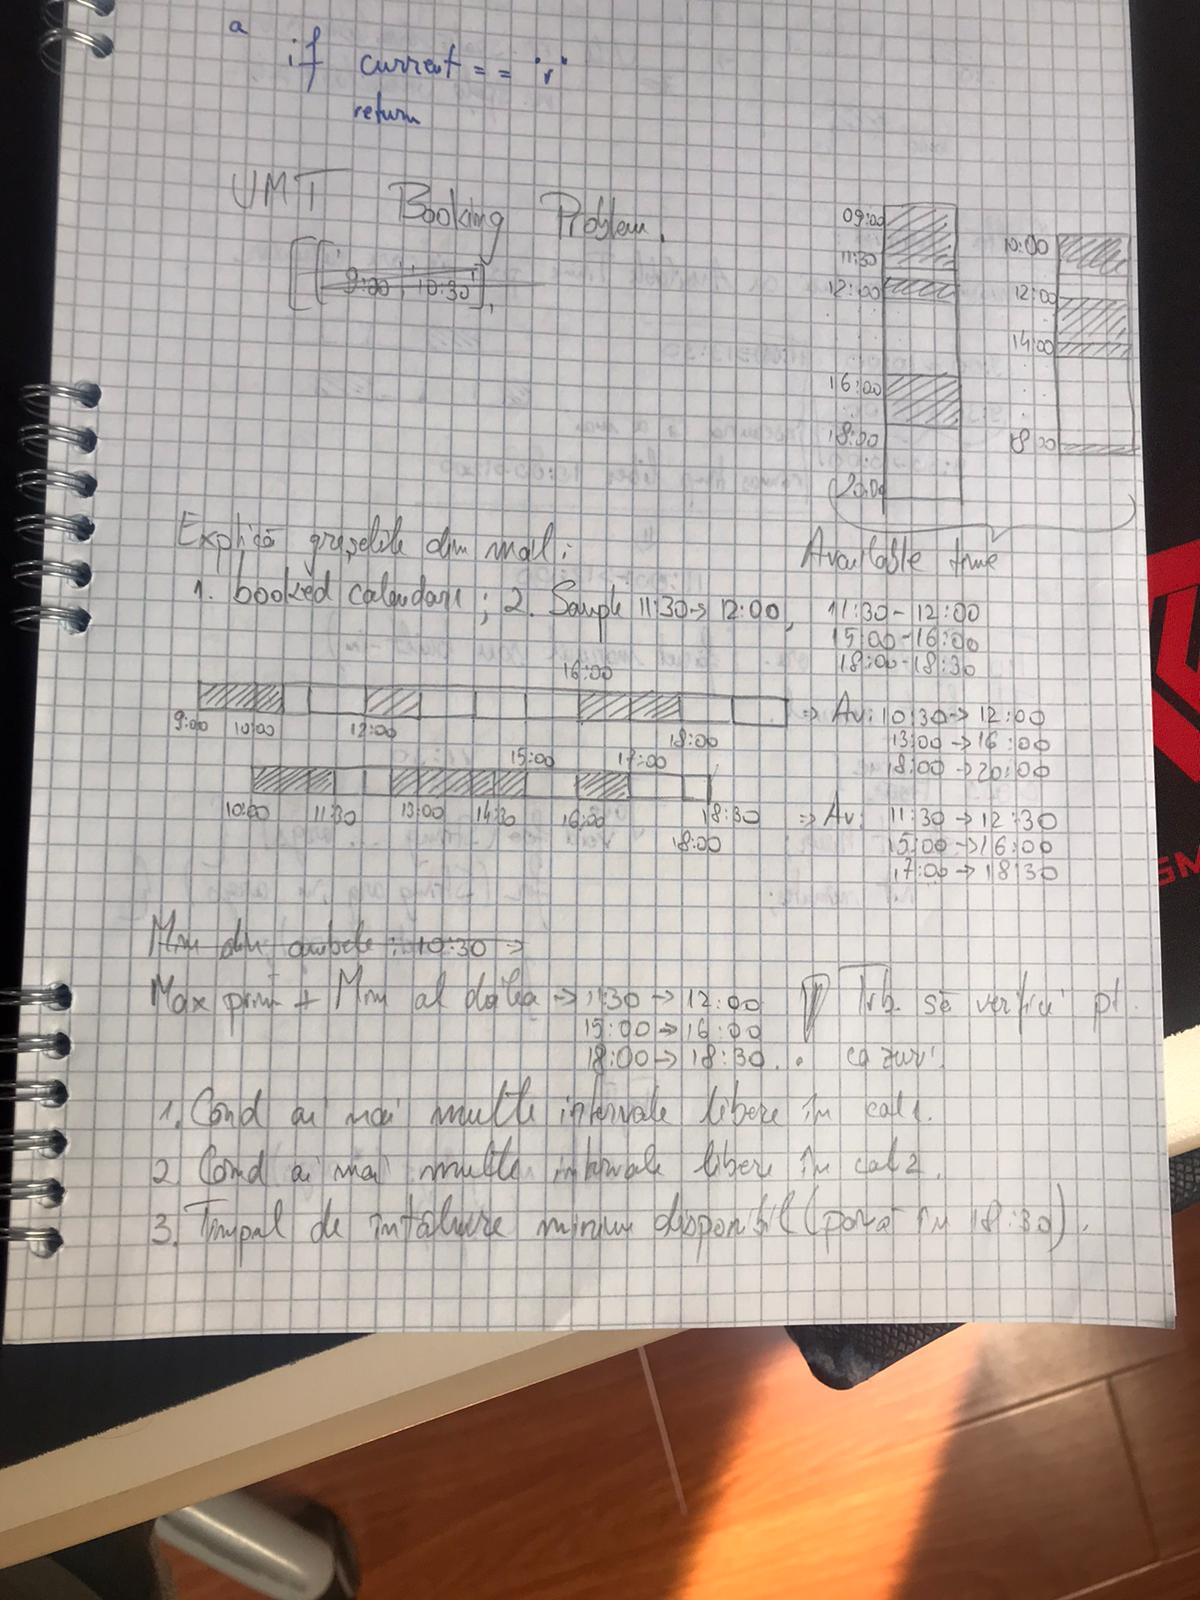 a
if current == 'r'
return
UMT Booking Problem.
[['9:00', '10:30'],
09:00
11:30
12:00
16:00
18:00
20:00
10:00
12:00
14:00
18:00
Explică greșelile din mail:
1. booked calendare; 2. Sample 11:30→12:00,
Available time
11:30-12:00
15:00-16:00
18:00-18:30
16:00
9:00 10:00 12:00 18:00
⇒ Av: 10:30→12:00
13:00→16:00
18:00→20:00
15:00 17:00
10:00 11:30 13:00 14:30 16:00 18:30
18:00
⇒ Av: 11:30→12:30
15:00→16:00
17:00→18:30
Min din ambele: 10:30 ⇒
Max prim + Min al doilea → 11:30→12:00
15:00→16:00
18:00→18:30.
Trb. să verifici pt.
cazuri:
1. Când ai mai multe intervale libere în cal1.
2. Când ai mai multe intervale libere în cal2.
3. Timpul de întâlnire minim disponibil (până în 18:30).
GM